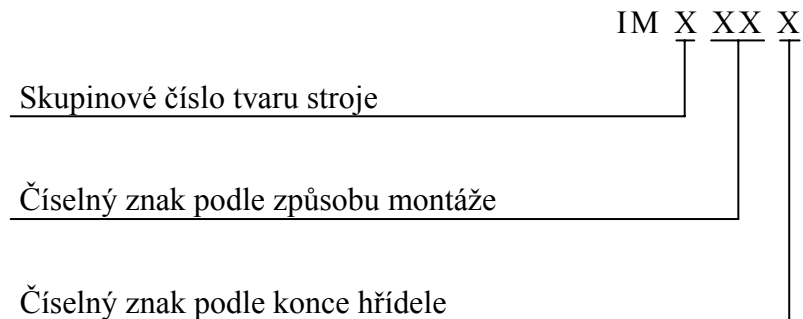 IM X XX X
Skupinové číslo tvaru stroje
Číselný znak podle způsobu montáže
Číselný znak podle konce hřídele